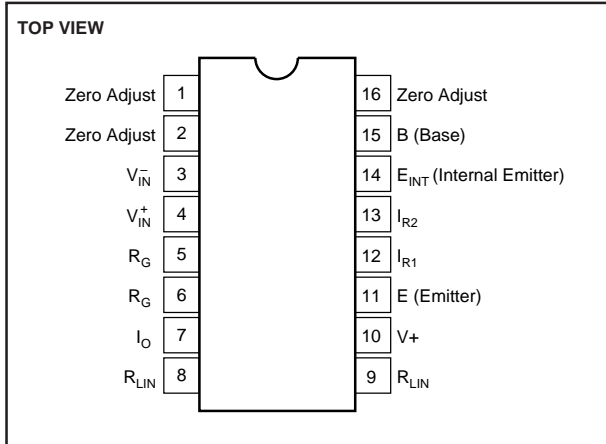 TOP VIEW
Zero Adjust 1 16 Zero Adjust
Zero Adjust 2 15 B (Base)
V⁻IN 3 14 EINT (Internal Emitter)
V⁺IN 4 13 IR2
RG 5 12 IR1
RG 6 11 E (Emitter)
IO 7 10 V+
RLIN 8 9 RLIN